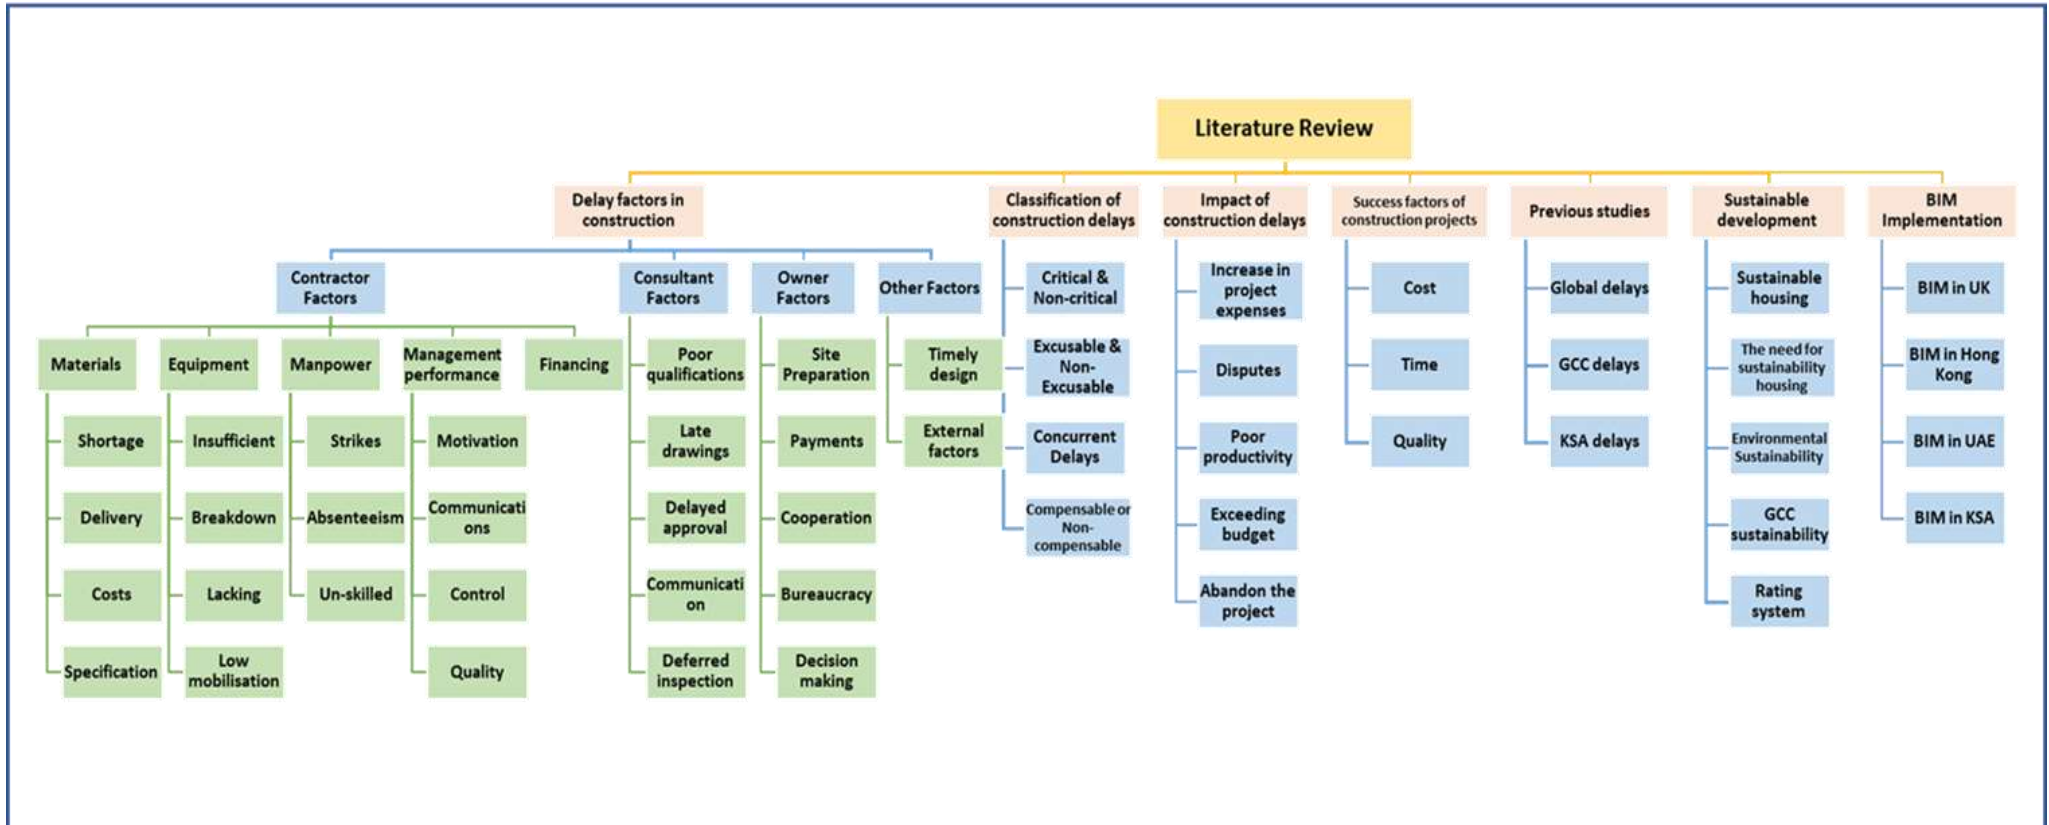 Literature Review
Delay factors in
construction
Classification of
construction delays
Impact of
construction delays
Success factors of
construction projects
Previous studies
Sustainable
development
BIM
Implementation
Contractor
Factors
Consultant
Factors
Owner
Factors
Other Factors
Materials
Equipment
Manpower
Management
performance
Financing
Shortage
Delivery
Costs
Specification
Insufficient
Breakdown
Lacking
Low
mobilisation
Strikes
Absenteeism
Un-skilled
Motivation
Communicati
ons
Control
Quality
Poor
qualifications
Late
drawings
Delayed
approval
Communicati
on
Deferred
inspection
Site
Preparation
Payments
Cooperation
Bureaucracy
Decision
making
Timely
design
External
factors
Critical &
Non-critical
Excusable &
Non-
Excusable
Concurrent
Delays
Compensable or
Non-
compensable
Increase in
project
expenses
Disputes
Poor
productivity
Exceeding
budget
Abandon the
project
Cost
Time
Quality
Global delays
GCC delays
KSA delays
Sustainable
housing
The need for
sustainability
housing
Environmental
Sustainability
GCC
sustainability
Rating
system
BIM in UK
BIM in Hong
Kong
BIM in UAE
BIM in KSA